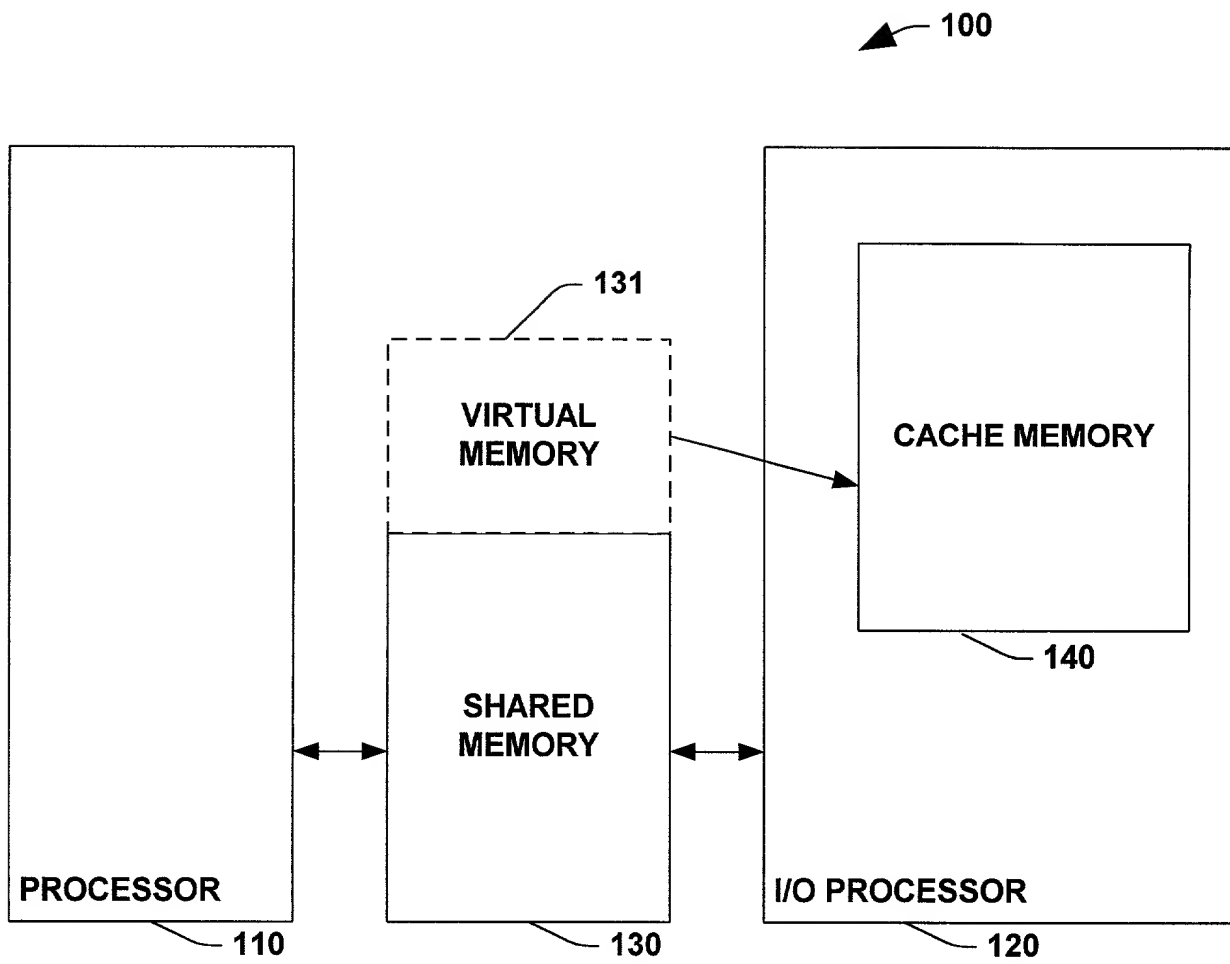 100
131
VIRTUAL
MEMORY
CACHE MEMORY
140
SHARED
MEMORY
PROCESSOR
I/O PROCESSOR
110
130
120